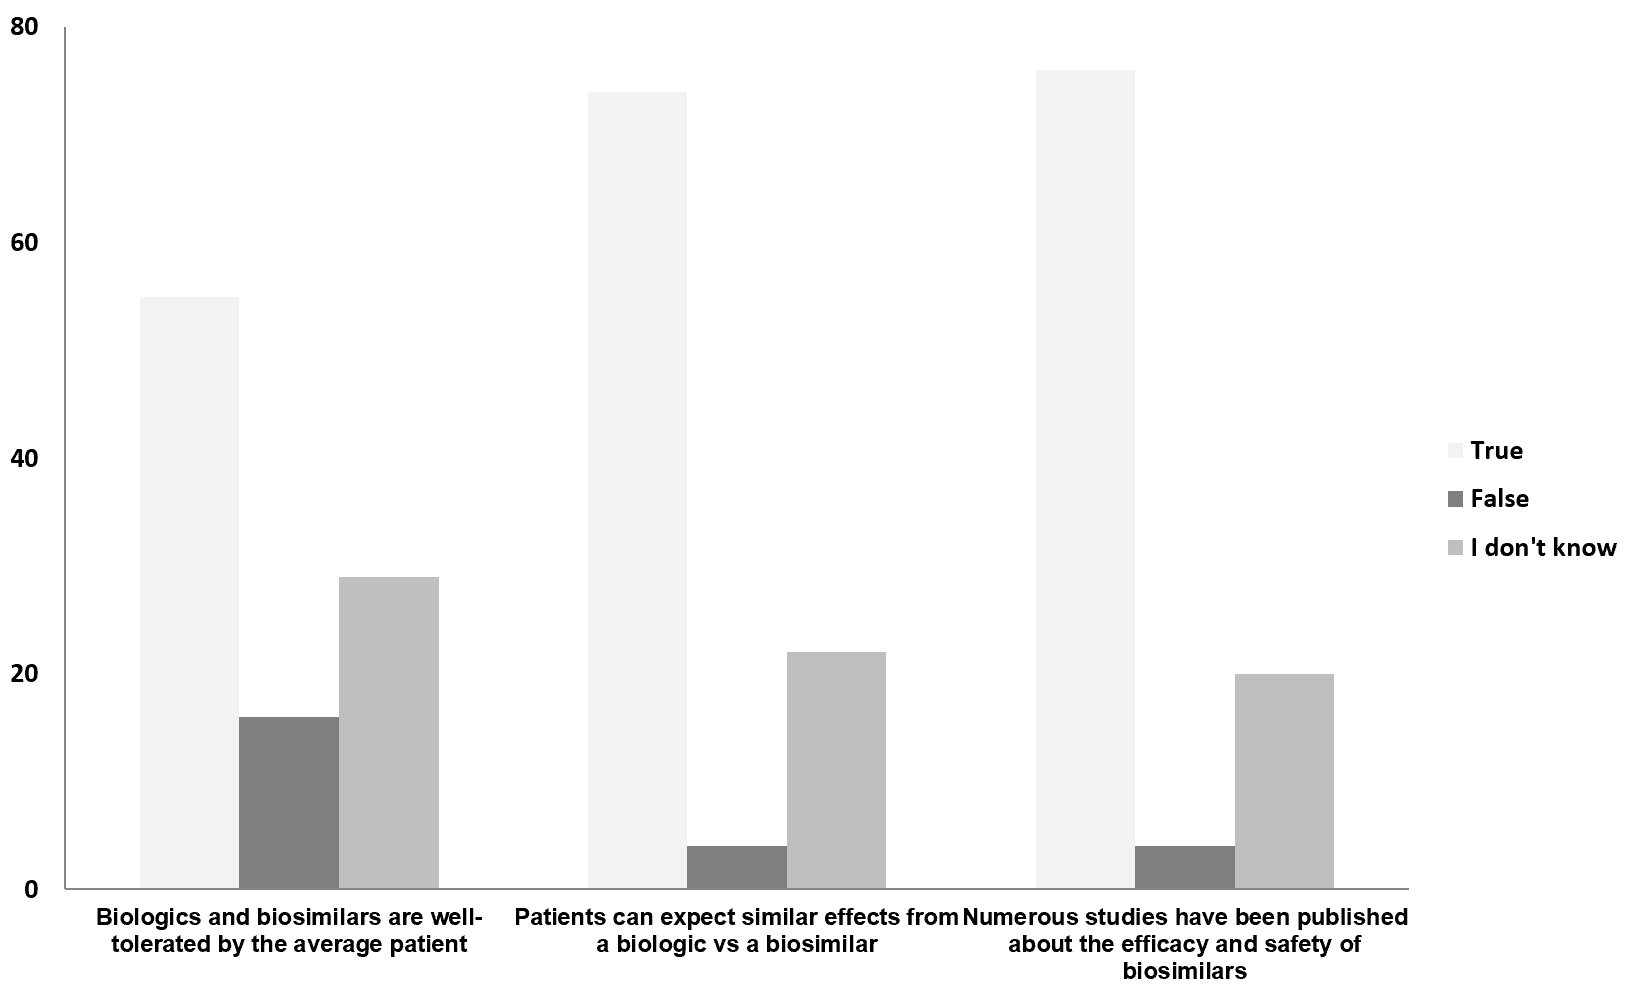 80
60
40
20
0
Biologics and biosimilars are well-
tolerated by the average patient
Patients can expect similar effects from
a biologic vs a biosimilar
Numerous studies have been published
about the efficacy and safety of
biosimilars
True
False
I don't know